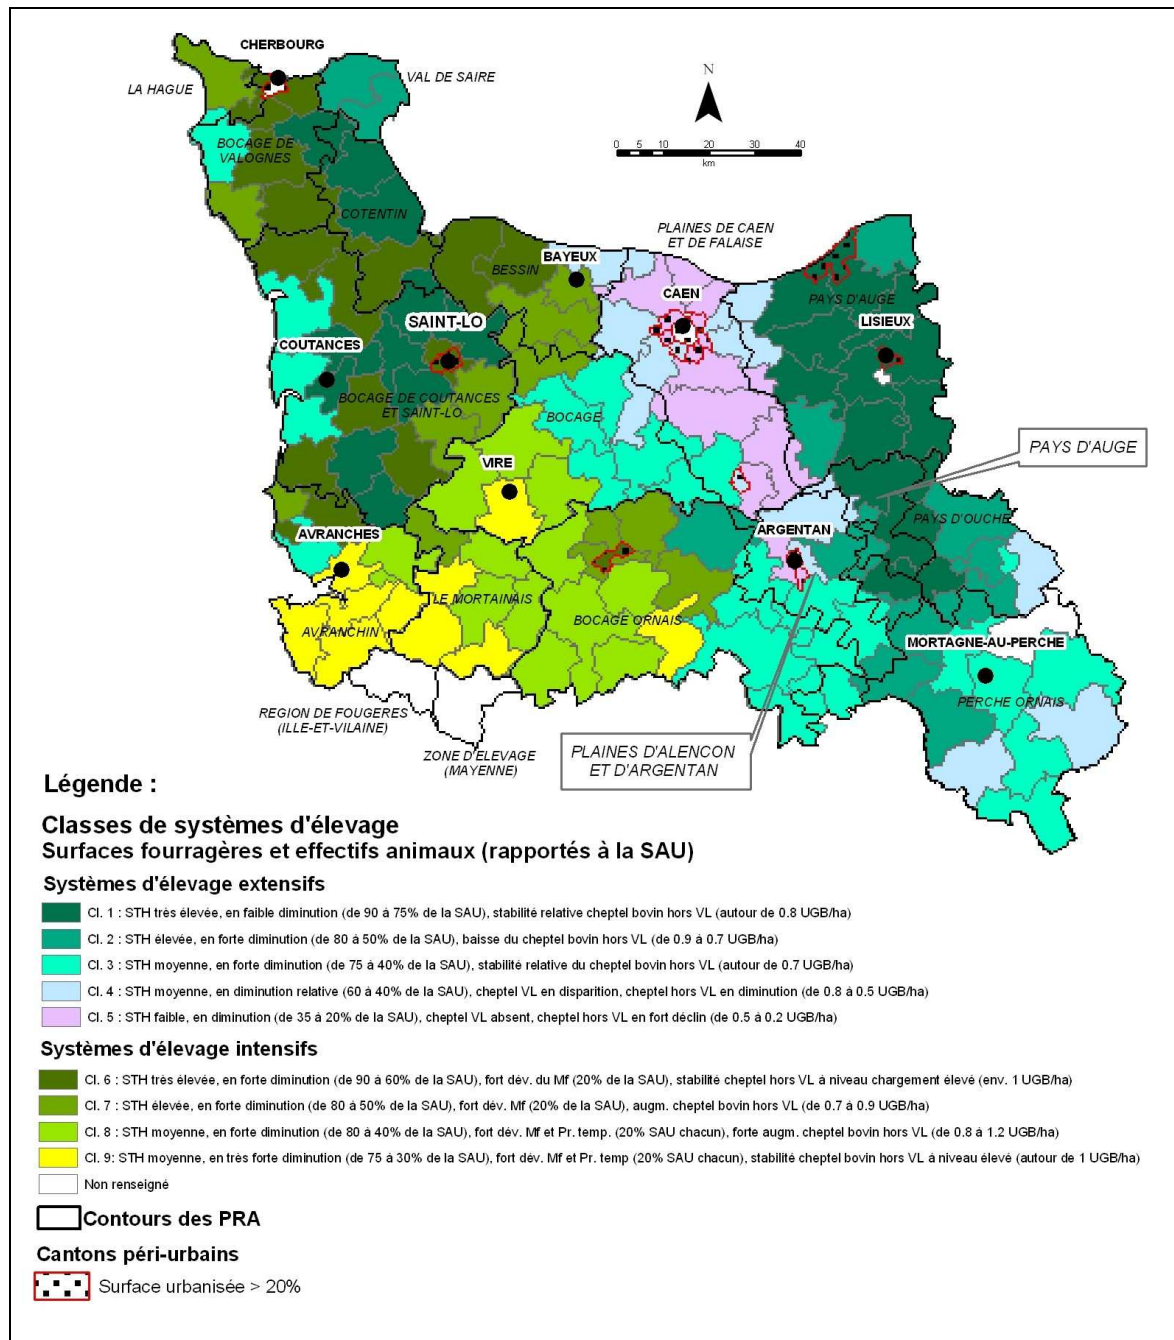 CHERBOURG
LA HAGUE
VAL DE SAIRE
N
0 5 10 20 30 40
km
BOCAGE DE
VALOGNES
COTENTIN
PLAINES DE CAEN
ET DE FALAISE
BAYEUX
BESSIN
CAEN
PAYS D'AUGE
LISIEUX
SAINT-LO
COUTANCES
BOCAGE DE COUTANCES
ET SAINT-LO
BOCAGE
PAYS D'AUGE
VIRE
PAYS D'OUCHE
ARGENTAN
AVRANCHES
LE MORTAINAIS
AVRANCHIN
BOCAGE ORNAIS
MORTAGNE-AU-PERCHE
PERCHE ORNAIS
REGION DE FOUGERES
(ILLE-ET-VILAINE)
ZONE D'ELEVAGE
(MAYENNE)
PLAINES D'ALENCON
ET D'ARGENTAN
Légende :
Classes de systèmes d'élevage
Surfaces fourragères et effectifs animaux (rapportés à la SAU)
Systèmes d'élevage extensifs
Cl. 1 : STH très élevée, en faible diminution (de 90 à 75% de la SAU), stabilité relative cheptel bovin hors VL (autour de 0.8 UGB/ha)
Cl. 2 : STH élevée, en forte diminution (de 80 à 50% de la SAU), baisse du cheptel bovin hors VL (de 0.9 à 0.7 UGB/ha)
Cl. 3 : STH moyenne, en forte diminution (de 75 à 40% de la SAU), stabilité relative du cheptel bovin hors VL (autour de 0.7 UGB/ha)
Cl. 4 : STH moyenne, en diminution relative (60 à 40% de la SAU), cheptel VL en disparition, cheptel hors VL en diminution (de 0.8 à 0.5 UGB/ha)
Cl. 5 : STH faible, en diminution (de 35 à 20% de la SAU), cheptel VL absent, cheptel hors VL en fort déclin (de 0.5 à 0.2 UGB/ha)
Systèmes d'élevage intensifs
Cl. 6 : STH très élevée, en forte diminution (de 90 à 60% de la SAU), fort dév. du Mf (20% de la SAU), stabilité cheptel hors VL à niveau chargement élevé (env. 1 UGB/ha)
Cl. 7 : STH élevée, en forte diminution (de 80 à 50% de la SAU), fort dév. Mf (20% de la SAU), augm. cheptel bovin hors VL (de 0.7 à 0.9 UGB/ha)
Cl. 8 : STH moyenne, en forte diminution (de 80 à 40% de la SAU), fort dév. Mf et Pr. temp. (20% SAU chacun), forte augm. cheptel bovin hors VL (de 0.8 à 1.2 UGB/ha)
Cl. 9: STH moyenne, en très forte diminution (de 75 à 30% de la SAU), fort dév. Mf et Pr. temp (20% SAU chacun), stabilité cheptel bovin hors VL à niveau élevé (autour de 1 UGB/ha)
Non renseigné
Contours des PRA
Cantons péri-urbains
Surface urbanisée > 20%